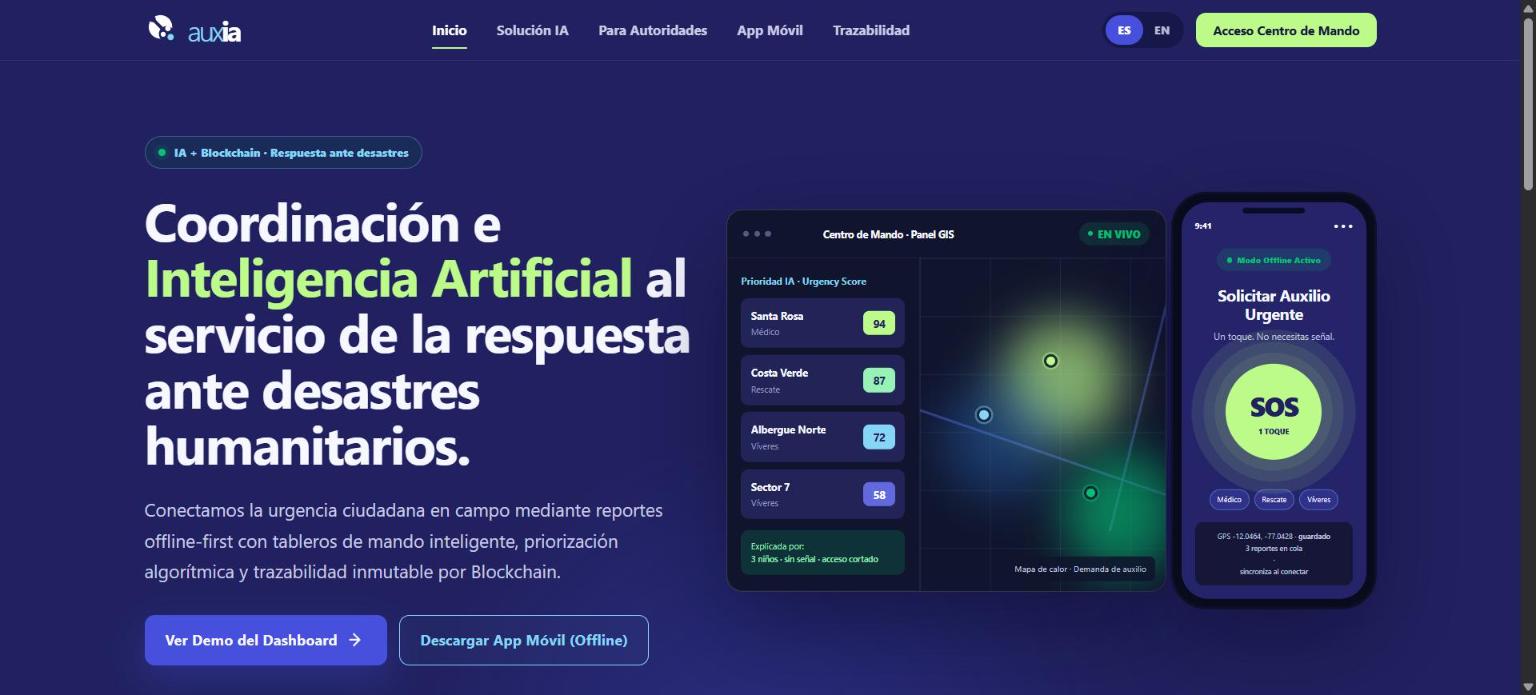 auxia
Inicio
Solución IA
Para Autoridades
App Móvil
Trazabilidad
ES
EN
Acceso Centro de Mando
IA + Blockchain · Respuesta ante desastres
Coordinación e
Inteligencia Artificial al
servicio de la respuesta
ante desastres
humanitarios.
Conectamos la urgencia ciudadana en campo mediante reportes
offline-first con tableros de mando inteligente, priorización
algorítmica y trazabilidad inmutable por Blockchain.
Ver Demo del Dashboard →
Descargar App Móvil (Offline)
Centro de Mando · Panel GIS
EN VIVO
Prioridad IA · Urgency Score
Santa Rosa
Médico
94
Costa Verde
Rescate
87
Albergue Norte
Víveres
72
Sector 7
Víveres
58
Explicada por:
3 niños · sin señal · acceso cortado
Mapa de calor · Demanda de auxilio
9:41
Modo Offline Activo
Solicitar Auxilio
Urgente
Un toque. No necesitas señal.
SOS
1 TOQUE
Médico
Rescate
Víveres
GPS -12.0464, -77.0428 · guardado
3 reportes en cola
·
sincroniza al conectar